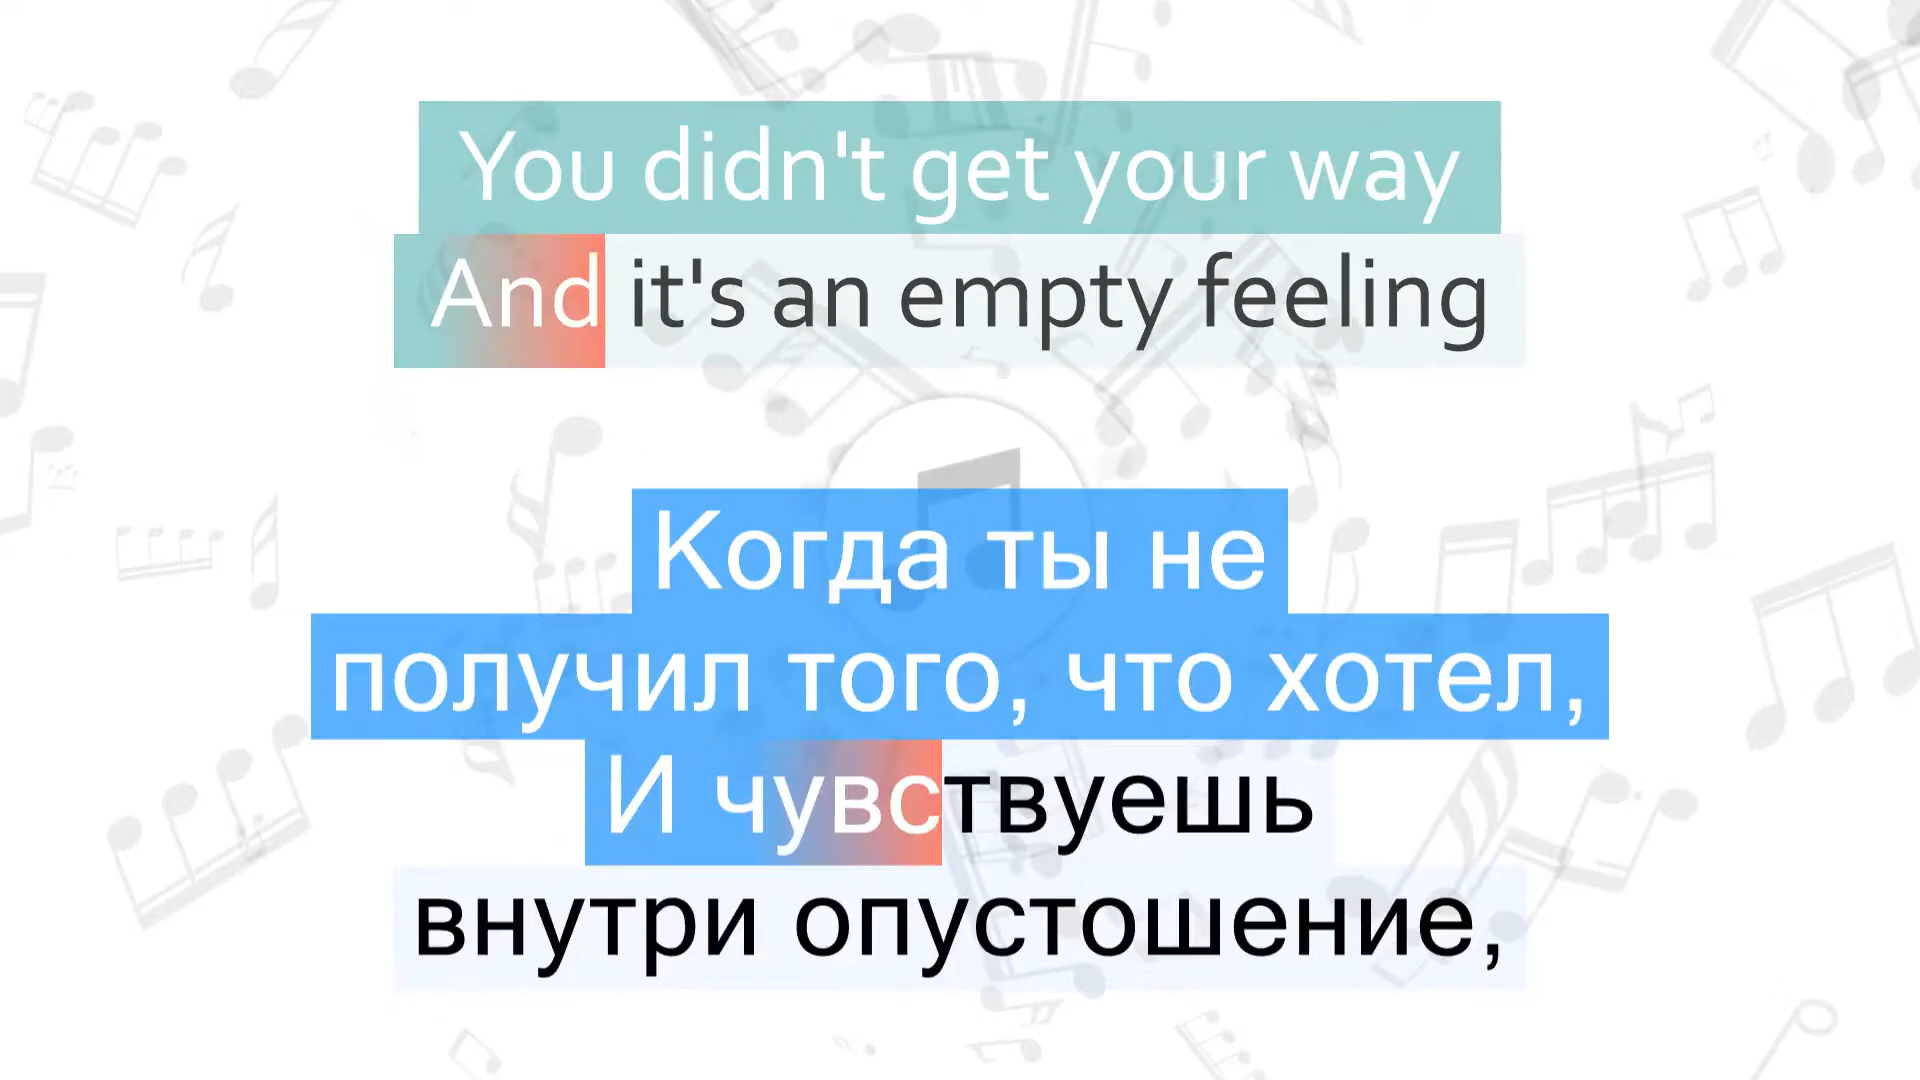 You didn't get your way
And it's an empty feeling
Когда ты не
получил того, что хотел,
И чувствуешь
внутри опустошение,